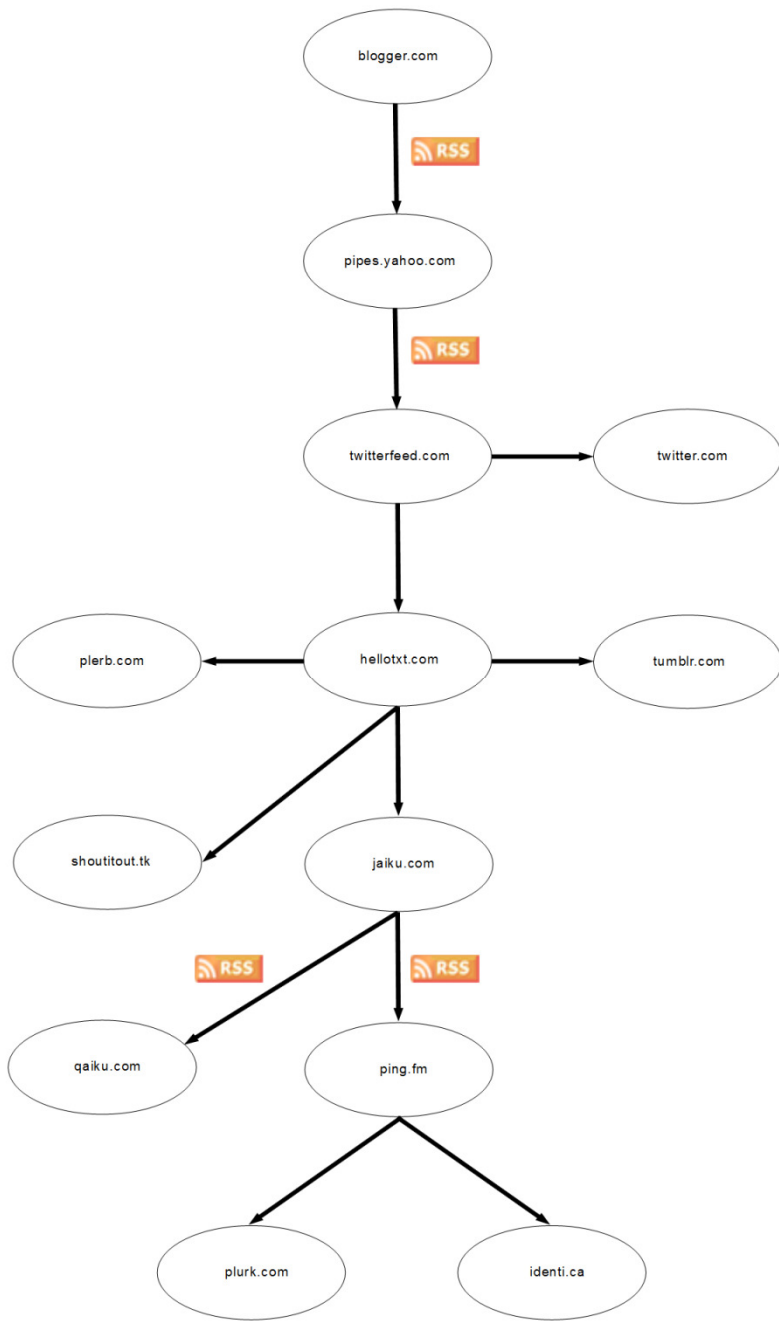 blogger.com
RSS
pipes.yahoo.com
RSS
twitterfeed.com
twitter.com
plerb.com
hellotxt.com
tumblr.com
shoutitout.tk
jaiku.com
RSS
RSS
qaiku.com
ping.fm
plurk.com
identi.ca